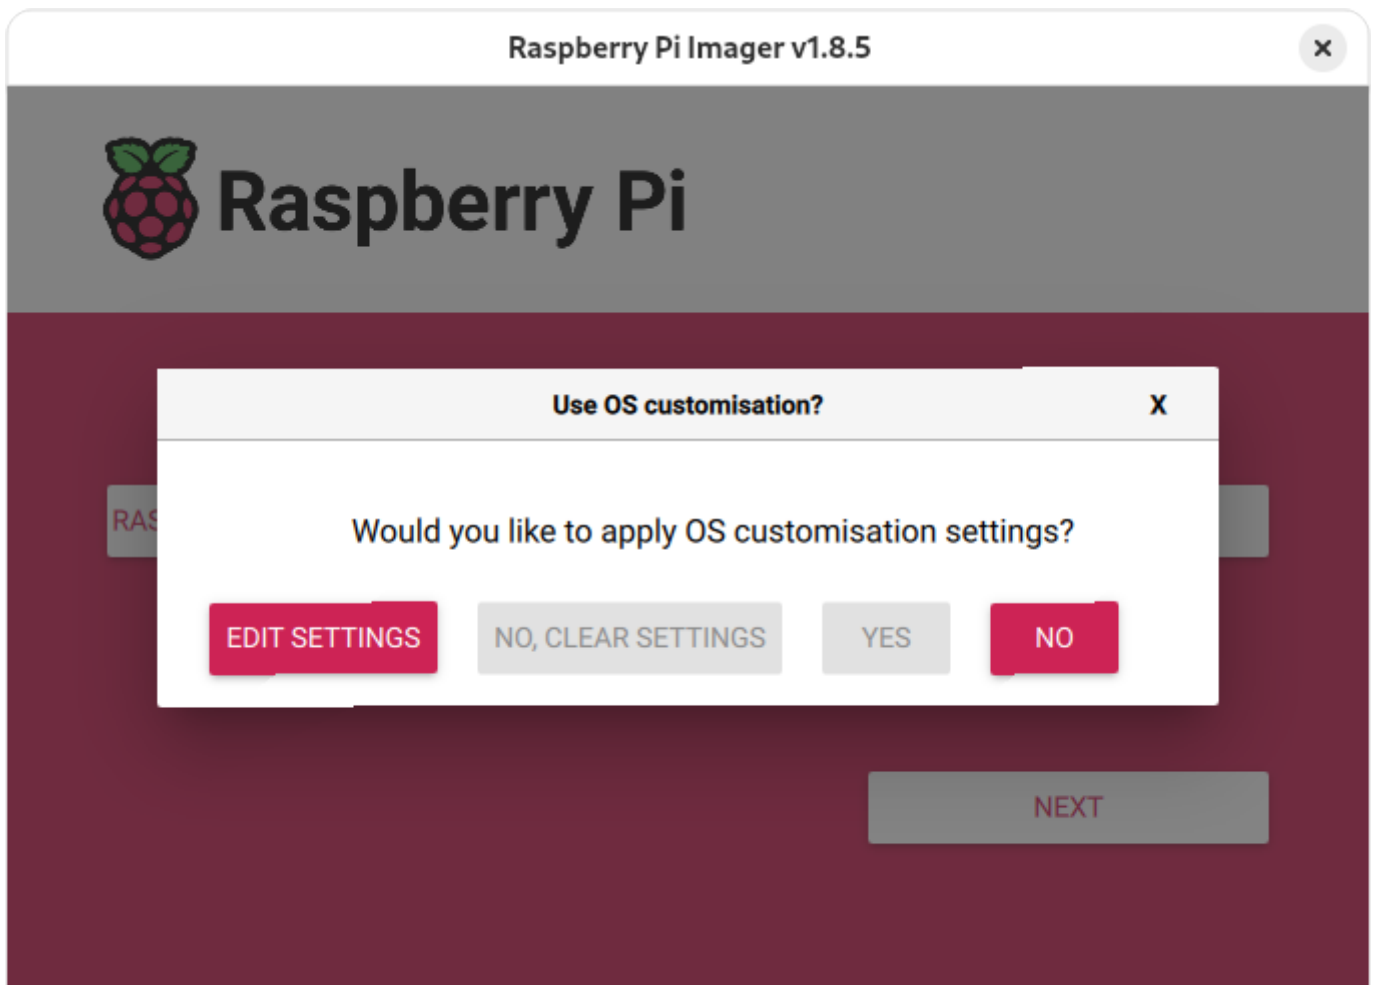 Raspberry Pi Imager v1.8.5
Raspberry Pi
Use OS customisation? X
RAS
Would you like to apply OS customisation settings?
EDIT SETTINGS NO, CLEAR SETTINGS YES NO
NEXT